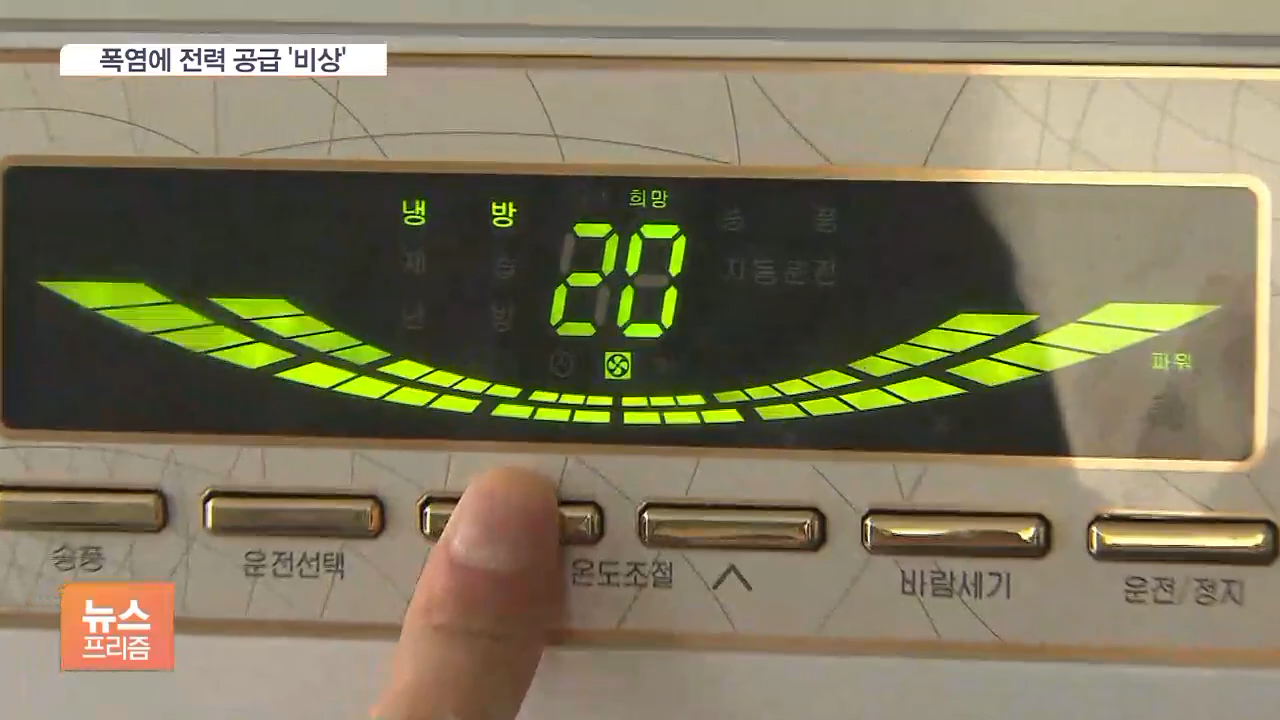 폭염에 전력 공급 '비상'
희망
냉 방
제 습
난 방
20
송 풍
자동운전
파워
송풍
운전선택
온도조절
바람세기
운전/정지
뉴스
프리즘